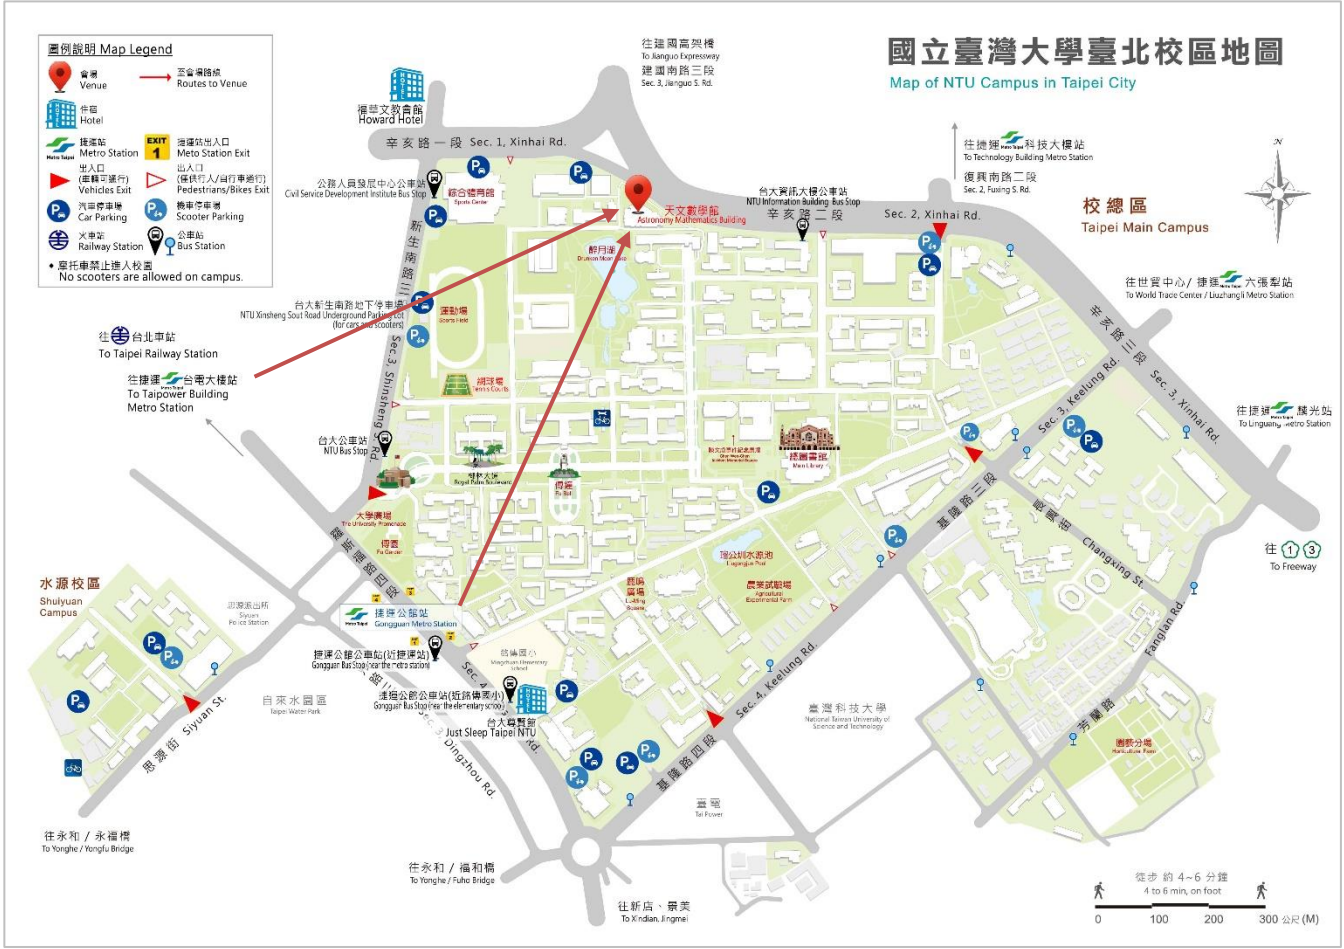 國立臺灣大學臺北校區地圖
Map of NTU Campus in Taipei City
圖例說明 Map Legend
會場
Venue
至會場路線
Routes to Venue
住宿
Hotel
捷運站
Metro Station
EXIT
1
捷運站出入口
Meto Station Exit
出入口
(車輛可通行)
Vehicles Exit
出入口
(僅供行人/自行車通行)
Pedestrians/Bikes Exit
汽車停車場
Car Parking
機車停車場
Scooter Parking
火車站
Railway Station
公車站
Bus Station
◆ 摩托車禁止進入校園
No scooters are allowed on campus.
往建國高架橋
To Jianguo Expressway
建國南路三段
Sec. 3, Jianguo S. Rd.
福華文教會館
Howard Hotel
辛亥路一段 Sec. 1, Xinhai Rd.
往捷運 科技大樓站
To Technology Building Metro Station
復興南路二段
Sec. 2, Fuxing S. Rd.
N
校總區
Taipei Main Campus
公務人員發展中心公車站
Civil Service Development Institute Bus Stop
綜合體育館
Sports Center
天文數學館
Astronomy Mathematics Building
台大資訊大樓公車站
NTU Information Building Bus Stop
辛亥路二段
Sec. 2, Xinhai Rd.
醉月湖
Drunken Moon Lake
新生南路三
Sec.3, Shinsheng S. Rd.
往世貿中心/ 捷運 六張犁站
To World Trade Center / Liuzhangli Metro Station
台大新生南路地下停車場
NTU Xinsheng Sout Road Underground Parking Lot
(for cars and scooters)
運動場
Sports Field
辛亥路三段
Sec. 3, Xinhai Rd.
往 台北車站
To Taipei Railway Station
往捷運 台電大樓站
To Taipower Building
Metro Station
網球場
Tennis Courts
Sec. 3, Keelung Rd.
往捷運 麟光站
To Linguang Metro Station
台大公車站
NTU Bus Stop
椰林大道
Royal Palm Boulevard
傅鐘
Fu Bell
總圖書館
Main Library
大學廣場
The University Promenade
傅園
Fu Garden
羅斯福路四段
基隆路三段
長興街
Changxing St.
往 1 3
To Freeway
瑠公圳水源池
Liugongjun Pool
農業試驗場
Agricultural
Experimental Farm
鹿鳴
廣場
Luming
Square
水源校區
Shuiyuan
Campus
思源派出所
Siyuan
Police Station
捷運公館站
Gongguan Metro Station
捷運公館公車站(近捷運站)
Gongguan Bus Stop (near the metro station)
銘傳國小
Mingchuan Elementary
School
捷運公館公車站(近銘傳國小)
Gongguan Bus Stop (near the elementary school)
台大尊賢館
Just Sleep Taipei NTU
Sec. 4, Keelung Rd.
Fanglan Rd.
芳蘭路
自來水園區
Taipei Water Park
思源街 Siyuan St.
臺灣科技大學
National Taiwan University of
Science and Technology
園藝分場
Horticultural Farm
基隆路四段
臺電
Tai Power
往永和 / 永福橋
To Yonghe / Yongfu Bridge
往永和 / 福和橋
To Yonghe / Fuho Bridge
往新店、景美
To Xindian, Jingmei
徒步 約 4~6 分鐘
4 to 6 min, on foot
0 100 200 300 公尺 (M)